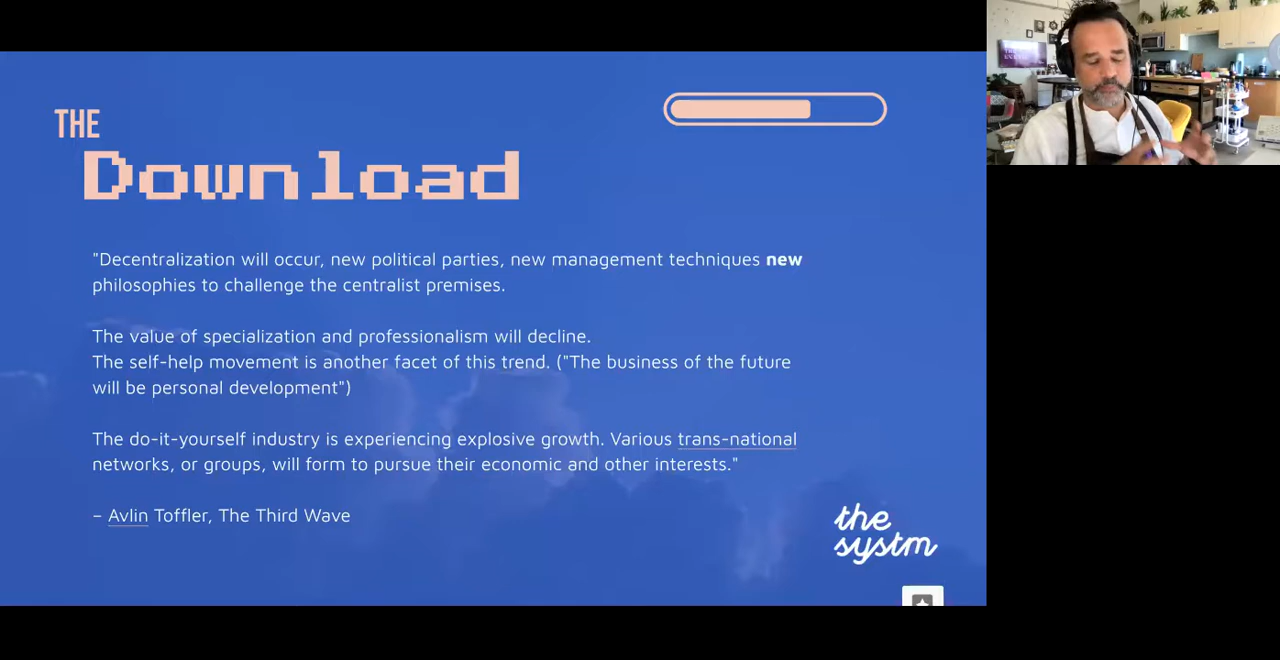 THE
Download
"Decentralization will occur, new political parties, new management techniques new
philosophies to challenge the centralist premises.
The value of specialization and professionalism will decline.
The self-help movement is another facet of this trend. ("The business of the future
will be personal development")
The do-it-yourself industry is experiencing explosive growth. Various trans-national
networks, or groups, will form to pursue their economic and other interests."
– Avlin Toffler, The Third Wave
the
systm